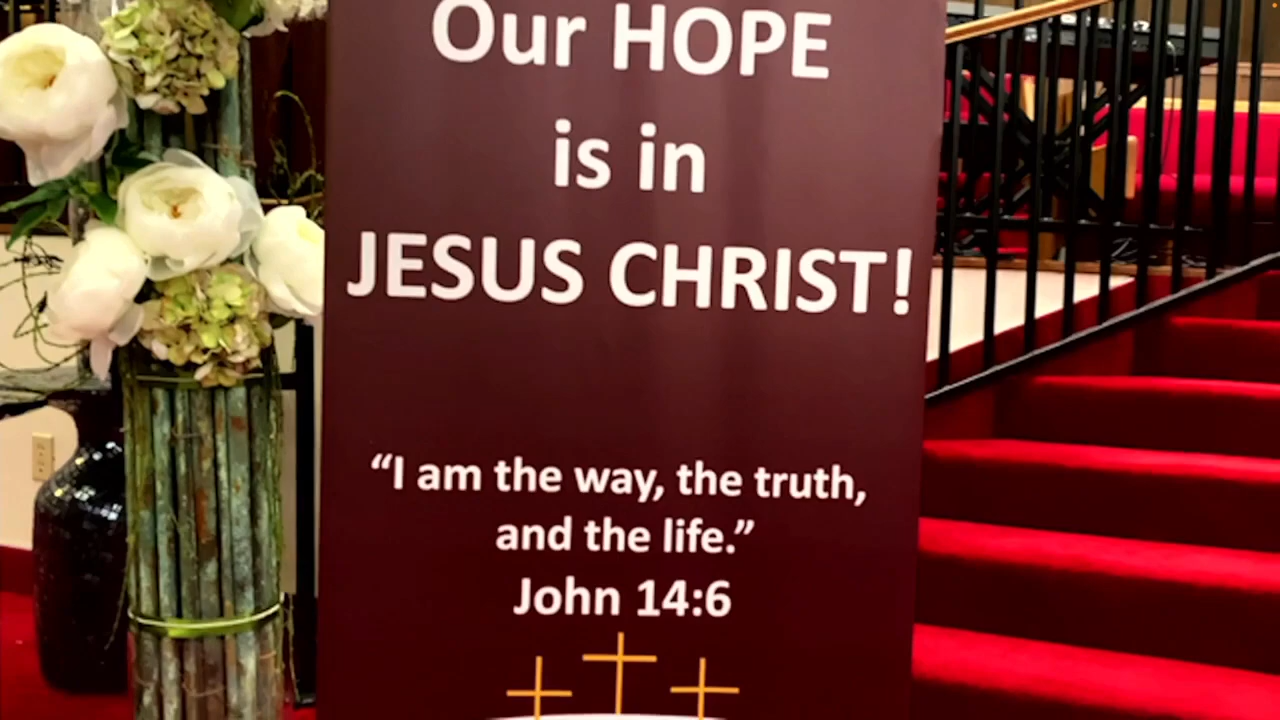 Our HOPE
is in
JESUS CHRIST!
“I am the way, the truth,
and the life.”
John 14:6